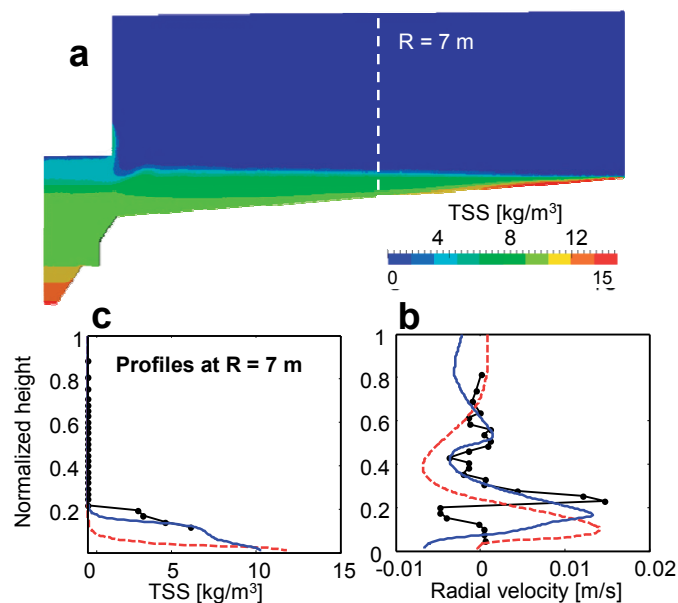 a
R = 7 m
TSS [kg/m³]
4 8 12
0 15
c
b
Profiles at R = 7 m
Normalized height
1
0.8
0.6
0.4
0.2
0 5 10 15
TSS [kg/m³]
1
0.8
0.6
0.4
0.2
0
-0.01 0 0.01 0.02
Radial velocity [m/s]